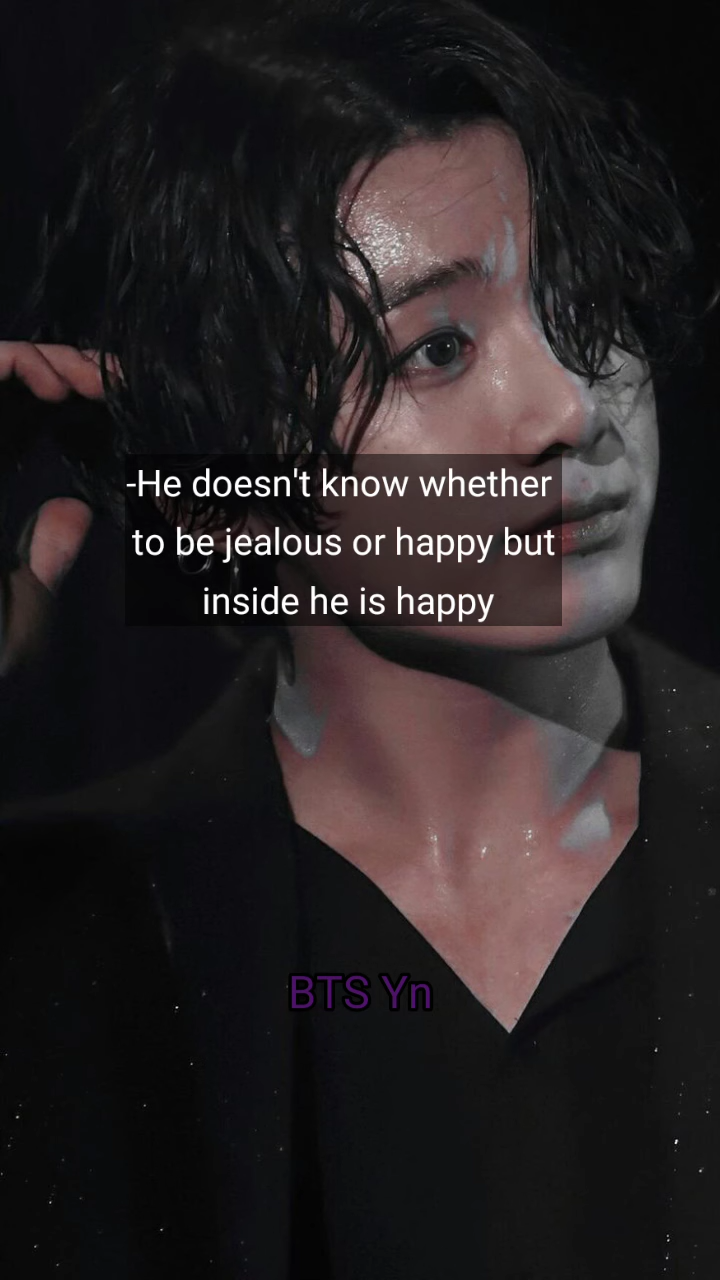 -He doesn't know whether
to be jealous or happy but
inside he is happy
BTS Yn